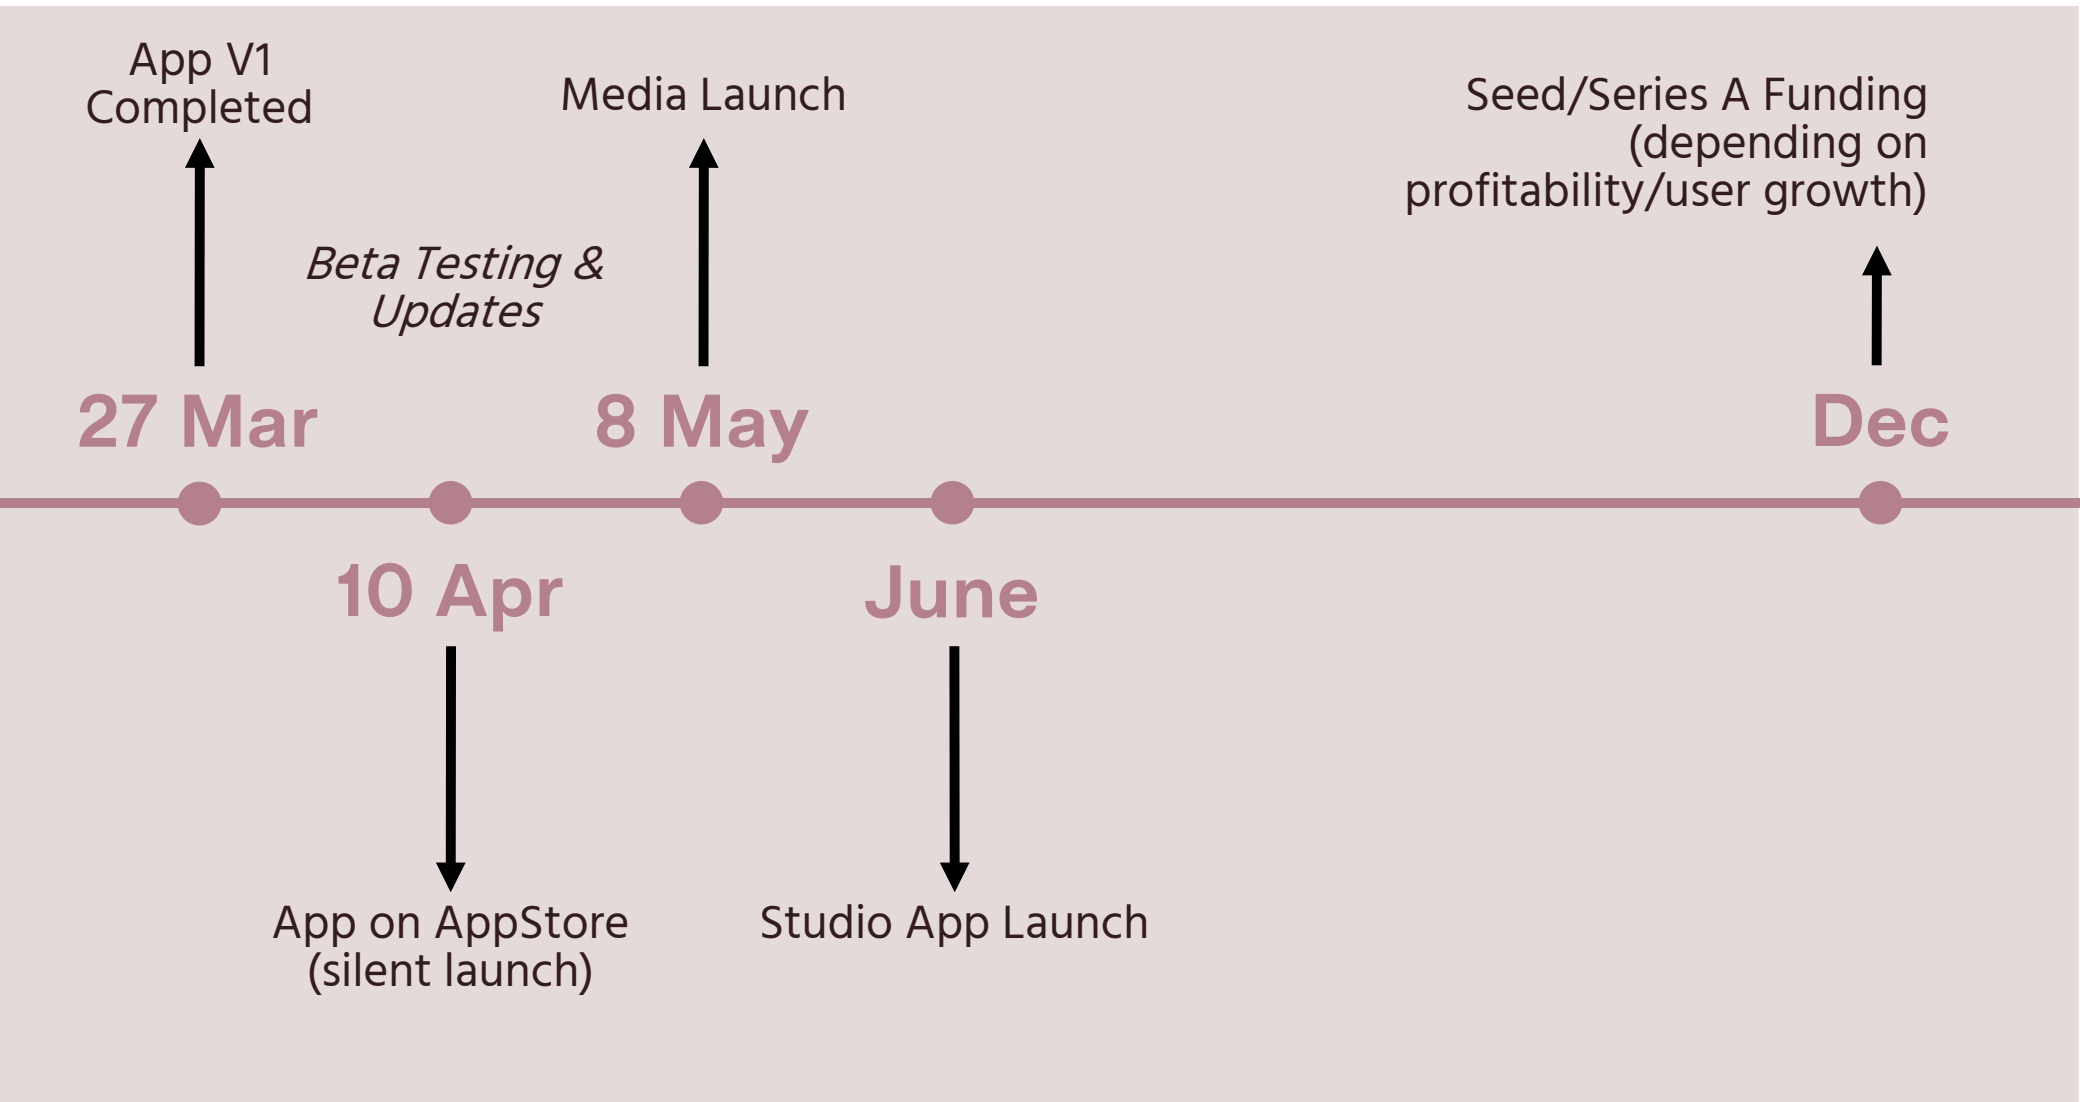 App V1
Completed
Media Launch
Seed/Series A Funding
(depending on
profitability/user growth)
Beta Testing &
Updates
27 Mar
8 May
Dec
10 Apr
June
App on AppStore
(silent launch)
Studio App Launch